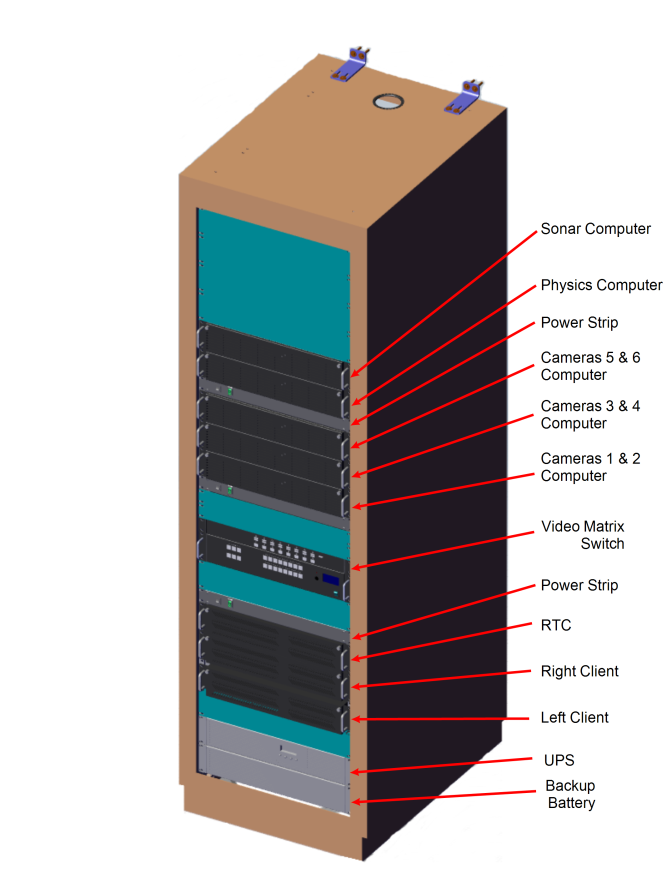 Sonar Computer
Physics Computer
Power Strip
Cameras 5 & 6
Computer
Cameras 3 & 4
Computer
Cameras 1 & 2
Computer
Video Matrix
Switch
Power Strip
RTC
Right Client
Left Client
UPS
Backup
Battery